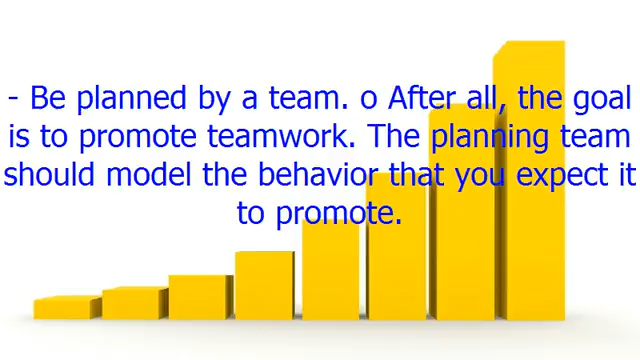 - Be planned by a team. o After all, the goal
is to promote teamwork. The planning team
should model the behavior that you expect it
to promote.